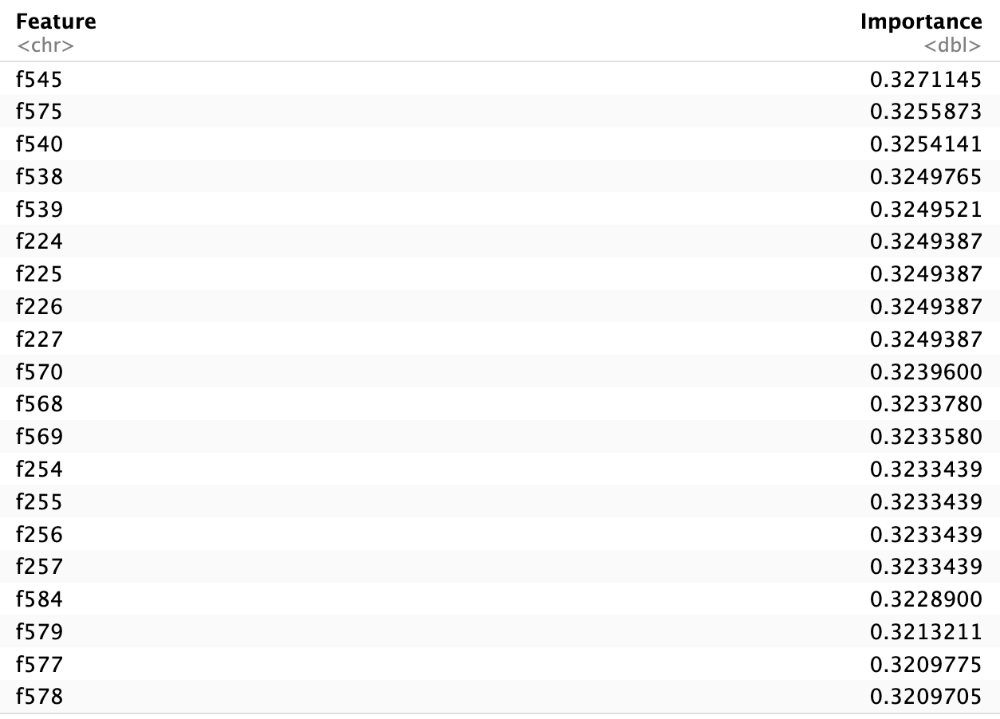 Feature Importance
<chr> <dbl>
f545 0.3271145
f575 0.3255873
f540 0.3254141
f538 0.3249765
f539 0.3249521
f224 0.3249387
f225 0.3249387
f226 0.3249387
f227 0.3249387
f570 0.3239600
f568 0.3233780
f569 0.3233580
f254 0.3233439
f255 0.3233439
f256 0.3233439
f257 0.3233439
f584 0.3228900
f579 0.3213211
f577 0.3209775
f578 0.3209705